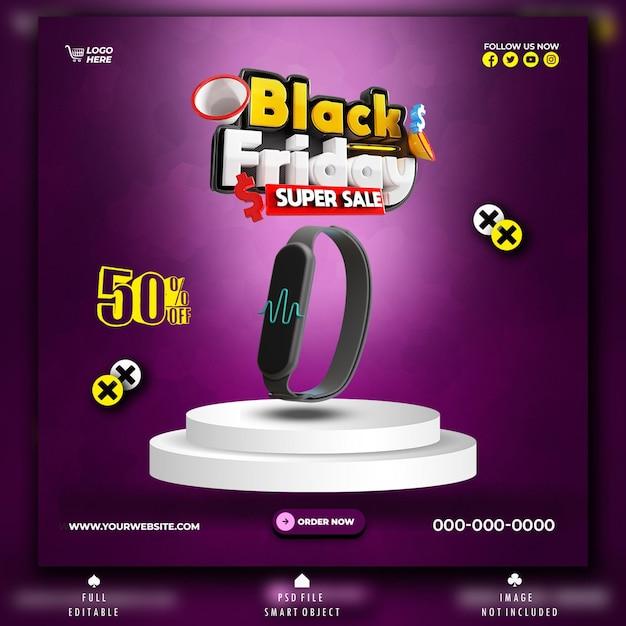 LOGO
HERE
FOLLOW US NOW
Black
Friday
$ SUPER SALE
50% OFF
WWW.YOURWEBSITE.COM
ORDER NOW
000-000-0000
FULL
EDITABLE
PSD FILE
SMART OBJECT
IMAGE
NOT INCLUDED